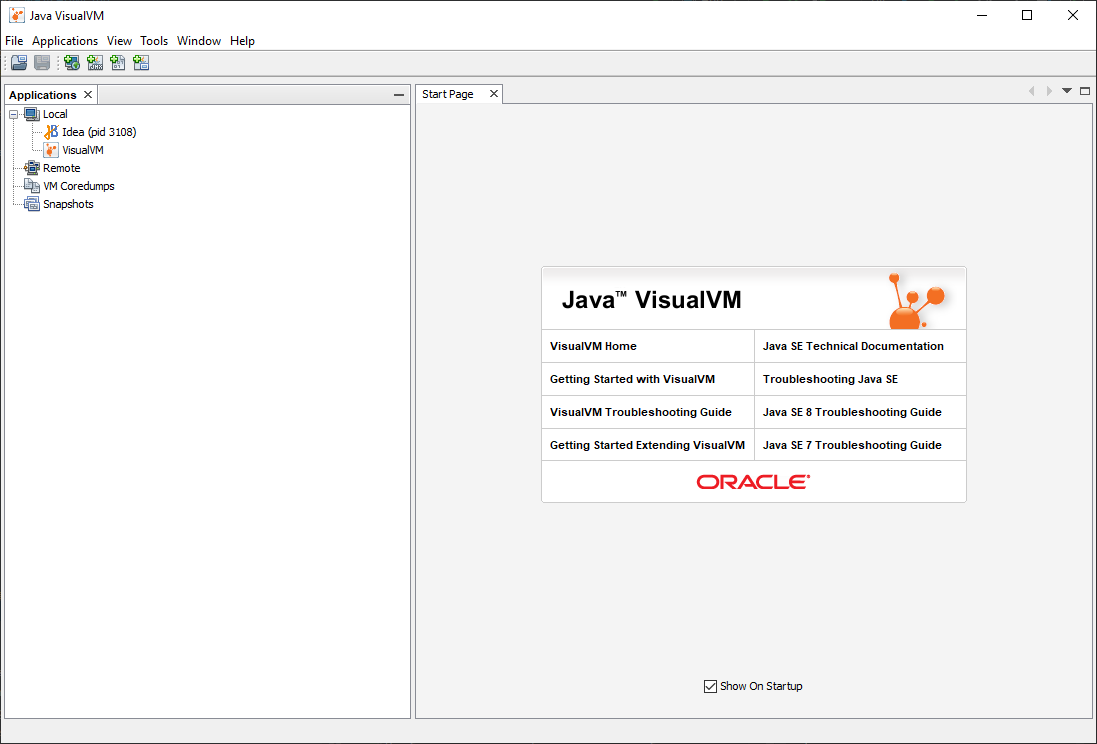 Java VisualVM
File Applications View Tools Window Help
Applications
Local
Idea (pid 3108)
VisualVM
Remote
VM Coredumps
Snapshots
Start Page
Java™ VisualVM
VisualVM Home
Java SE Technical Documentation
Getting Started with VisualVM
Troubleshooting Java SE
VisualVM Troubleshooting Guide
Java SE 8 Troubleshooting Guide
Getting Started Extending VisualVM
Java SE 7 Troubleshooting Guide
ORACLE
Show On Startup